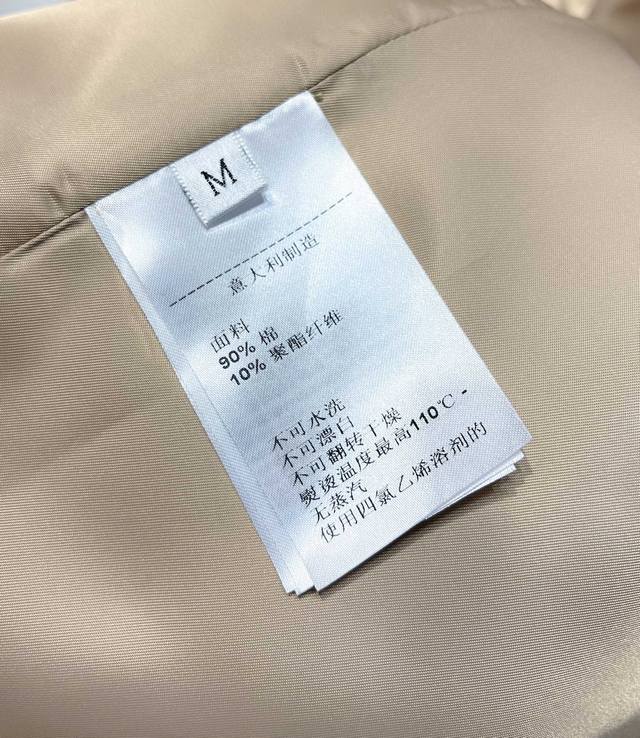 M
意大利制造
面料
90% 棉
10% 聚酯纤维
不可水洗
不可漂白
不可翻转干燥
熨烫温度最高110℃ -
无蒸汽
使用四氯乙烯溶剂的